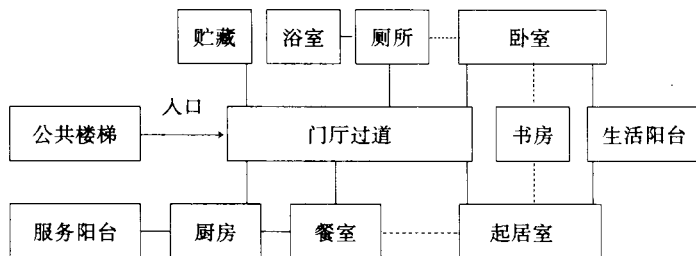 贮藏 浴室 厕所 卧室
入口
公共楼梯 门厅过道 书房 生活阳台
服务阳台 厨房 餐室 起居室